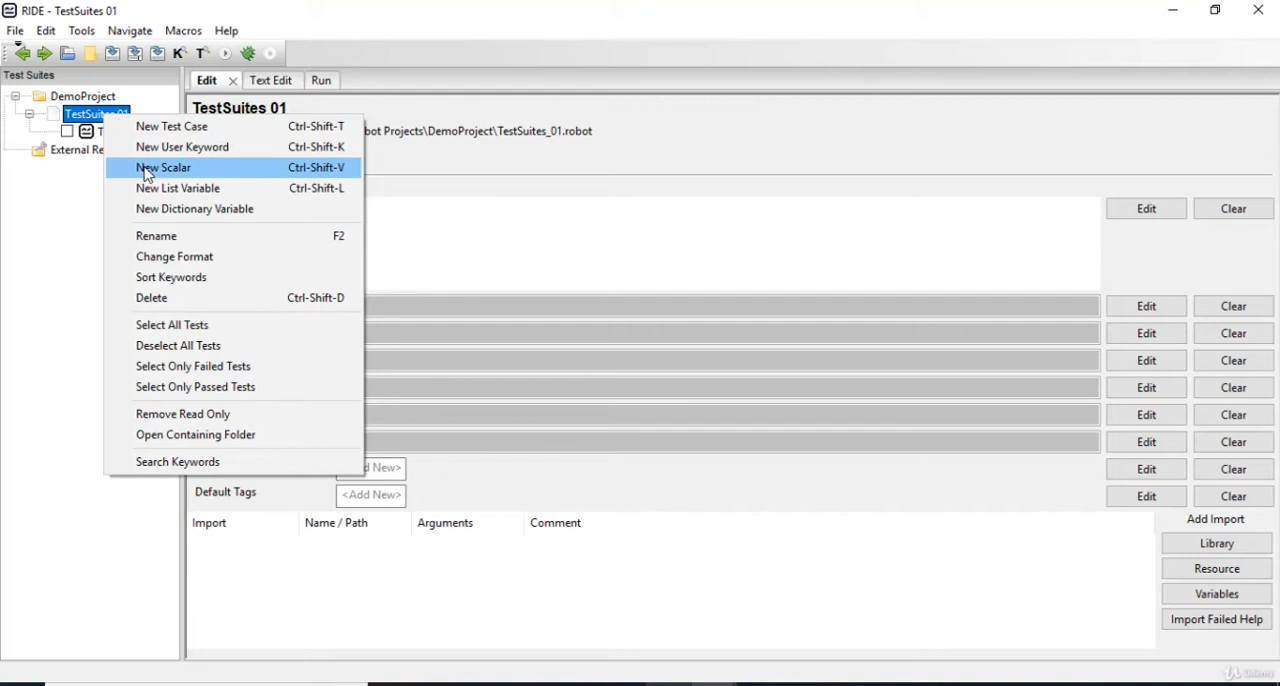 RIDE - TestSuites 01
File Edit Tools Navigate Macros Help
K T
Test Suites
Edit Text Edit Run
DemoProject
TestSuites 01
TestSuites 01
T
External Re
bot Projects\DemoProject\TestSuites_01.robot
New Test Case Ctrl-Shift-T
New User Keyword Ctrl-Shift-K
New Scalar Ctrl-Shift-V
New List Variable Ctrl-Shift-L
New Dictionary Variable
Rename F2
Change Format
Sort Keywords
Delete Ctrl-Shift-D
Select All Tests
Deselect All Tests
Select Only Failed Tests
Select Only Passed Tests
Remove Read Only
Open Containing Folder
Search Keywords
Edit Clear
Edit Clear
Edit Clear
Edit Clear
Edit Clear
Edit Clear
Edit Clear
d New> Edit Clear
Default Tags <Add New> Edit Clear
Import Name / Path Arguments Comment
Add Import
Library
Resource
Variables
Import Failed Help
Udemy